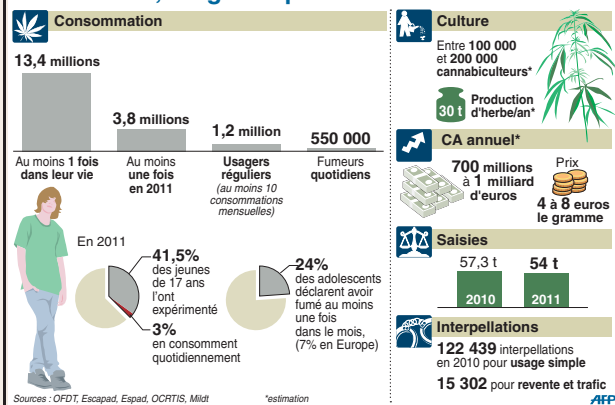 Consommation
13,4 millions
3,8 millions
1,2 million
550 000
Au moins 1 fois
dans leur vie
Au moins
une fois
en 2011
Usagers
réguliers
(au moins 10
consommations
mensuelles)
Fumeurs
quotidiens
En 2011
41,5%
des jeunes
de 17 ans
l'ont
expérimenté
3%
en consomment
quotidiennement
24%
des adolescents
déclarent avoir
fumé au moins
une fois
dans le mois,
(7% en Europe)
Sources : OFDT, Escapad, Espad, OCRTIS, Mildt
*estimation
Culture
Entre 100 000
et 200 000
cannabiculteurs*
30 t
Production
d'herbe/an*
CA annuel*
700 millions
à 1 milliard
d'euros
Prix
4 à 8 euros
le gramme
Saisies
57,3 t
54 t
2010
2011
Interpellations
122 439 interpellations
en 2010 pour usage simple
15 302 pour revente et trafic
AFP